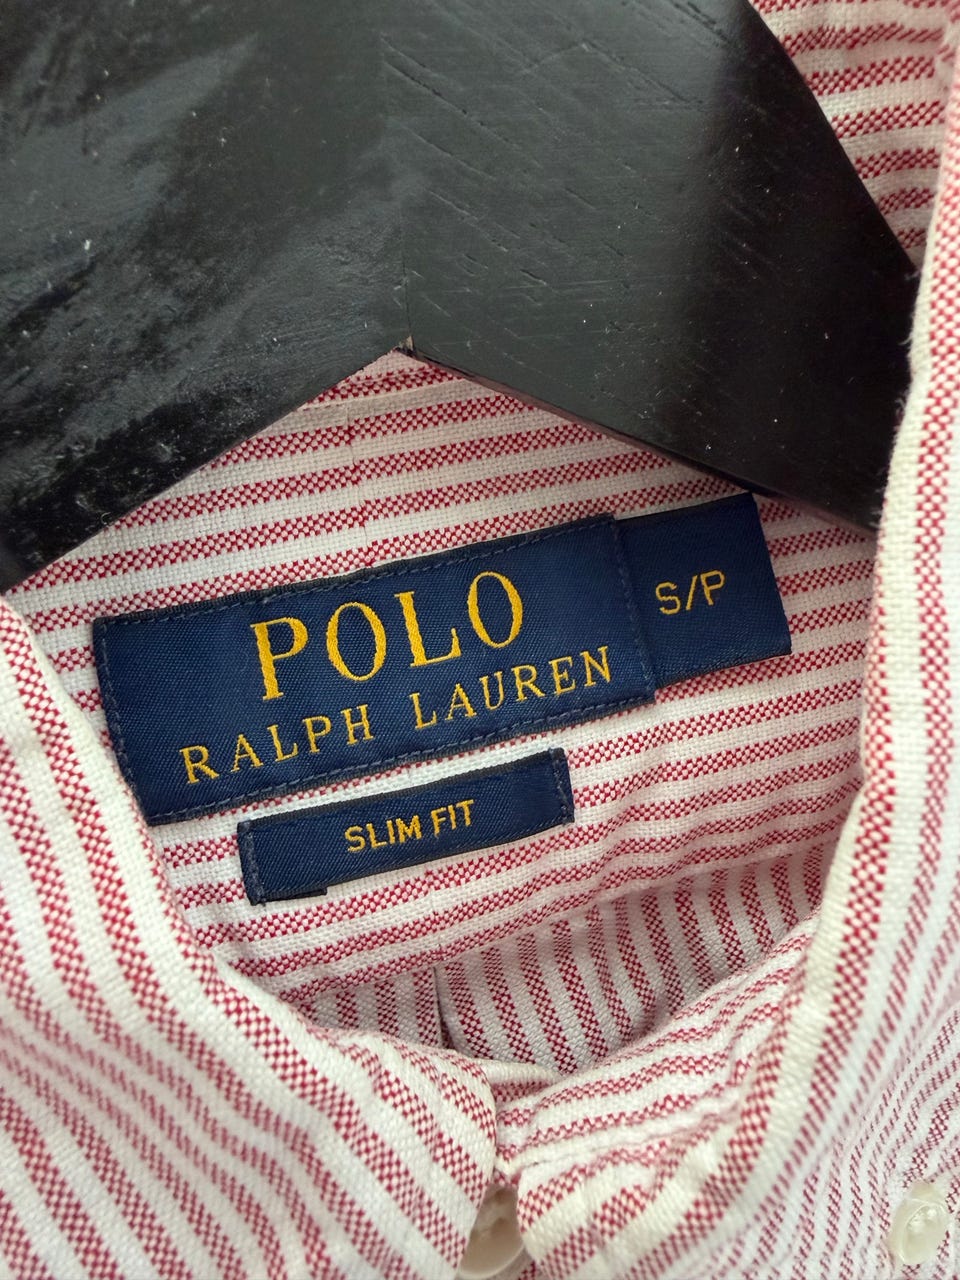 POLO
RALPH LAUREN
S/P
SLIM FIT